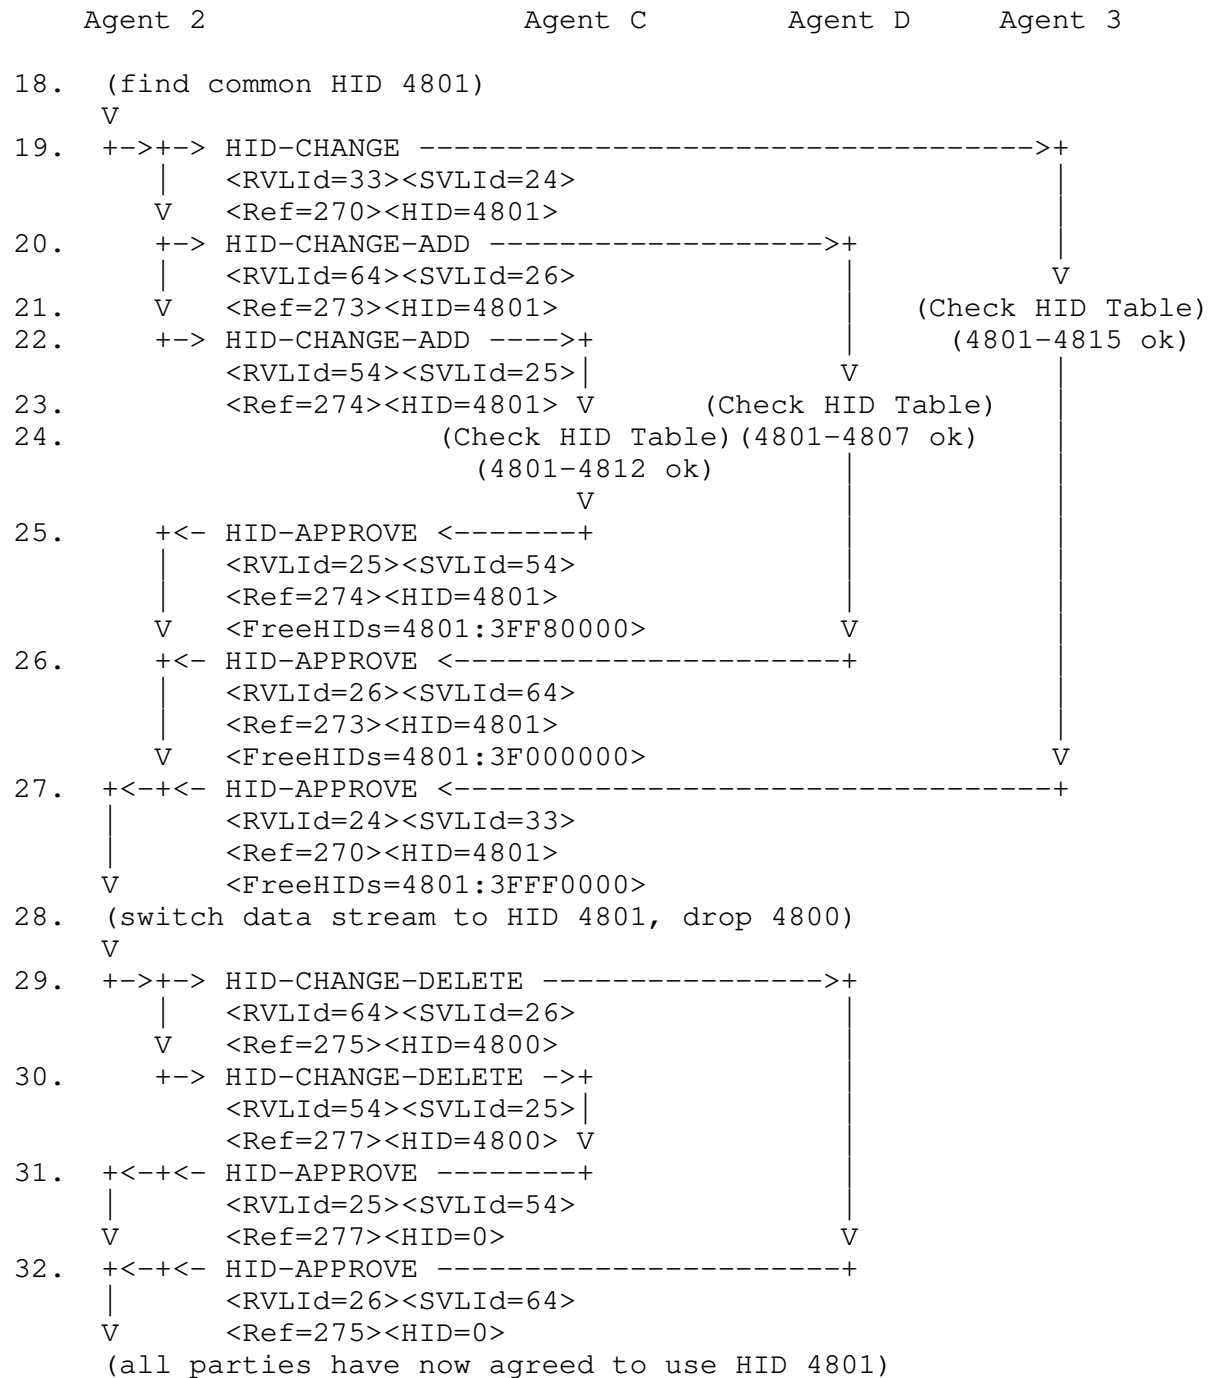 Agent 2                  Agent C        Agent D     Agent 3

18.  (find common HID 4801)
     V
19.  +->+-> HID-CHANGE ----------------------------------->+
        |   <RVLId=33><SVLId=24>                           |
        V   <Ref=270><HID=4801>                            |
20.     +-> HID-CHANGE-ADD ------------------->+           |
        |   <RVLId=64><SVLId=26>               |           V
21.     V   <Ref=273><HID=4801>                |   (Check HID Table)
22.     +-> HID-CHANGE-ADD ---->+              |     (4801-4815 ok)
            <RVLId=54><SVLId=25>|              V           |
23.         <Ref=274><HID=4801> V      (Check HID Table)   |
24.                     (Check HID Table)(4801-4807 ok)    |
                          (4801-4812 ok)       |           |
                                V              |           |
25.     +<- HID-APPROVE <-------+              |           |
        |   <RVLId=25><SVLId=54>               |           |
        |   <Ref=274><HID=4801>                |           |
        V   <FreeHIDs=4801:3FF80000>           V           |
26.     +<- HID-APPROVE <----------------------+           |
        |   <RVLId=26><SVLId=64>                           |
        |   <Ref=273><HID=4801>                            |
        V   <FreeHIDs=4801:3F000000>                       V
27.  +<-+<- HID-APPROVE <----------------------------------+
     |      <RVLId=24><SVLId=33>
     |      <Ref=270><HID=4801>
     V      <FreeHIDs=4801:3FFF0000>
28.  (switch data stream to HID 4801, drop 4800)
     V
29.  +->+-> HID-CHANGE-DELETE ---------------->+
        |   <RVLId=64><SVLId=26>               |
        V   <Ref=275><HID=4800>                |
30.     +-> HID-CHANGE-DELETE ->+              |
            <RVLId=54><SVLId=25>|              |
            <Ref=277><HID=4800> V              |
31.  +<-+<- HID-APPROVE --------+              |
     |      <RVLId=25><SVLId=54>               |
     V      <Ref=277><HID=0>                   V
32.  +<-+<- HID-APPROVE -----------------------+
     |      <RVLId=26><SVLId=64>
     V      <Ref=275><HID=0>
     (all parties have now agreed to use HID 4801)